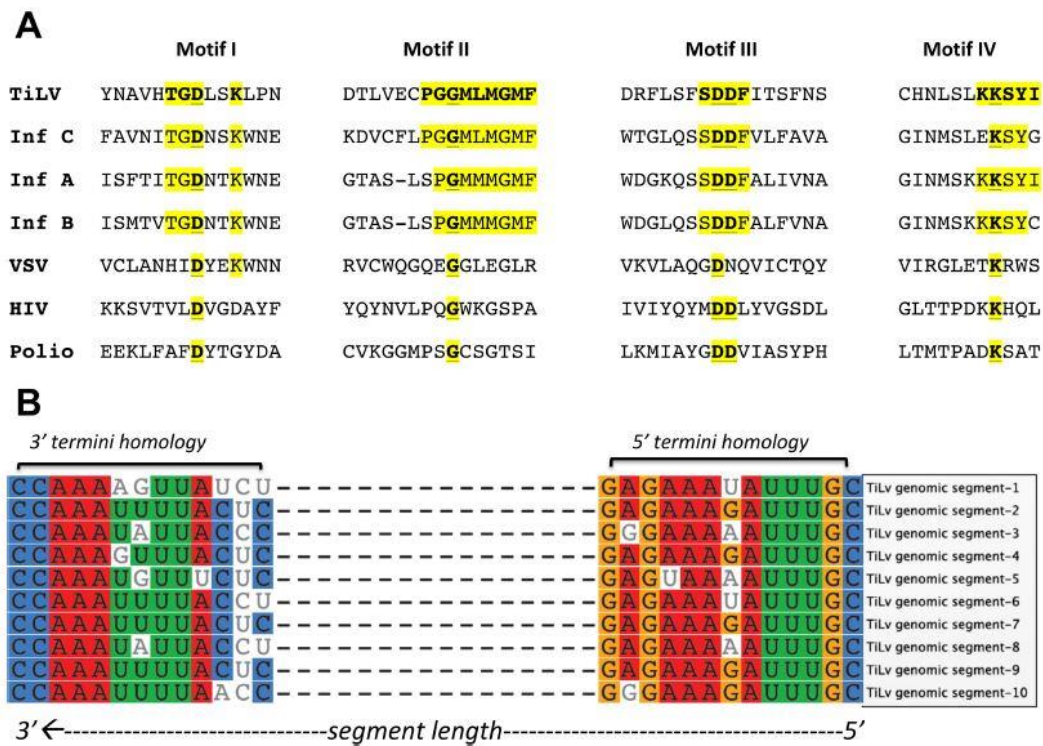 A
Motif I Motif II Motif III Motif IV
TiLV YNAVHTGDLSKLPN DTLVECPGGMLMGMF DRFLSFSDDFITSFNS CHNLSLKKSYI
Inf C FAVNITGDNSKWNE KDVCFLPGGMLMGMF WTGLQSSDDFVLFAVA GINMSLEKSYG
Inf A ISFTITGDNTKWNE GTAS-LSPGMMMGMF WDGKQSSDDFALIVNA GINMSKKKSYI
Inf B ISMTVTGDNTKWNE GTAS-LSPGMMMGMF WDGLQSSDDFALFVNA GINMSKKKSYC
VSV VCLANHIDYEKWNN RVCWQGQEGGLEGLR VKVLAQGDNQVICTQY VIRGLETKRWS
HIV KKSVTVLDVGDAYF YQYNVLPQGWKGSPA IVIYQYMDDLYVGSDL GLTTPDKKHQL
Polio EEKLFAFDYTGYDA CVKGGMPSGCSGTSI LKMIAYGDDVIASYPH LTMTPADKSAT
B
3’ termini homology 5’ termini homology
CCAAAAGUUAUCU----------------GAGAAAUAUUUGC TiLv genomic segment-1
CCAAAUUUUACUC----------------GAGAAAGAUUUGC TiLv genomic segment-2
CCAAAUAUUACCC----------------GGGAAAAAUUUGC TiLv genomic segment-3
CCAAAGUUUACUC----------------GAGAAAGAUUUGC TiLv genomic segment-4
CCAAAUGUUUCUC----------------GAGUAAAAUUUGC TiLv genomic segment-5
CCAAAUUUUACCU----------------GAGAAAUAUUUGC TiLv genomic segment-6
CCAAAUUUUACUC----------------GAGAAAGAUUUGC TiLv genomic segment-7
CCAAAUAUUACCU----------------GAGAAAAAUUUGC TiLv genomic segment-8
CCAAAUUUUACUC----------------GAGAAAGAUUUGC TiLv genomic segment-9
CCAAAUUUUAACC----------------GGGAAAGAUUUGC TiLv genomic segment-10
3’ ←----------------------------segment length-----------------------------------5’